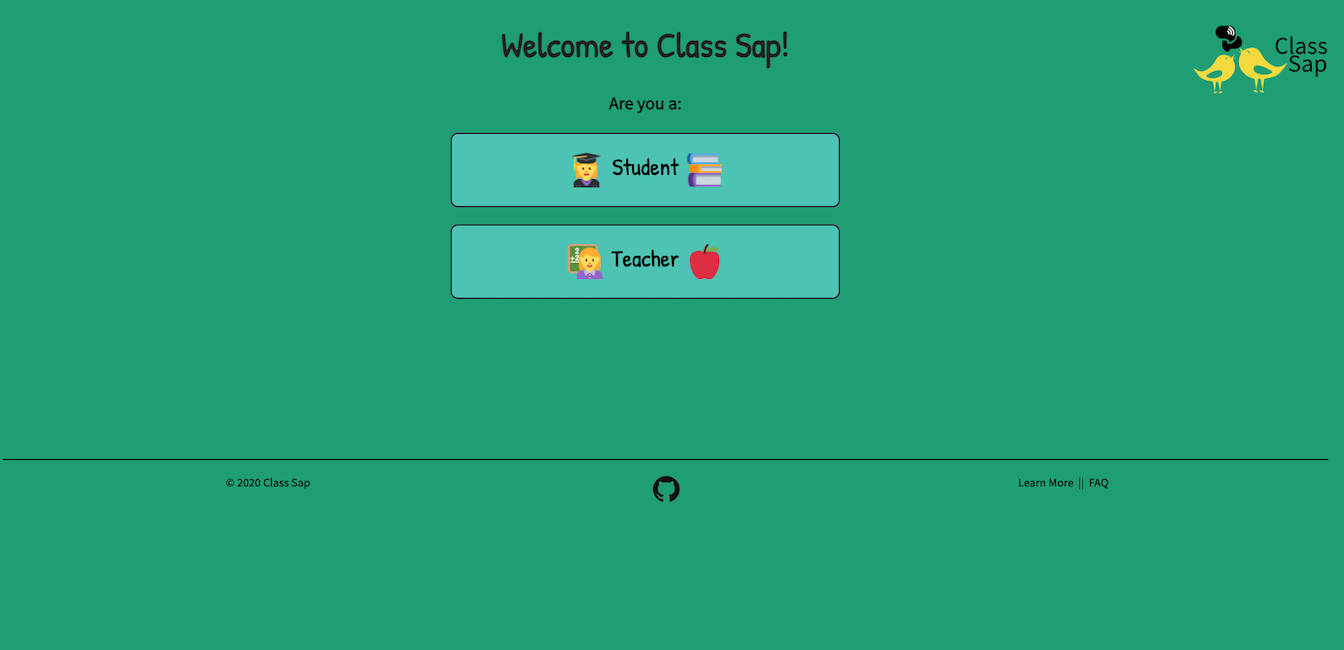 Welcome to Class Sap!
Class
Sap
Are you a:
Student
Teacher
© 2020 Class Sap
Learn More || FAQ